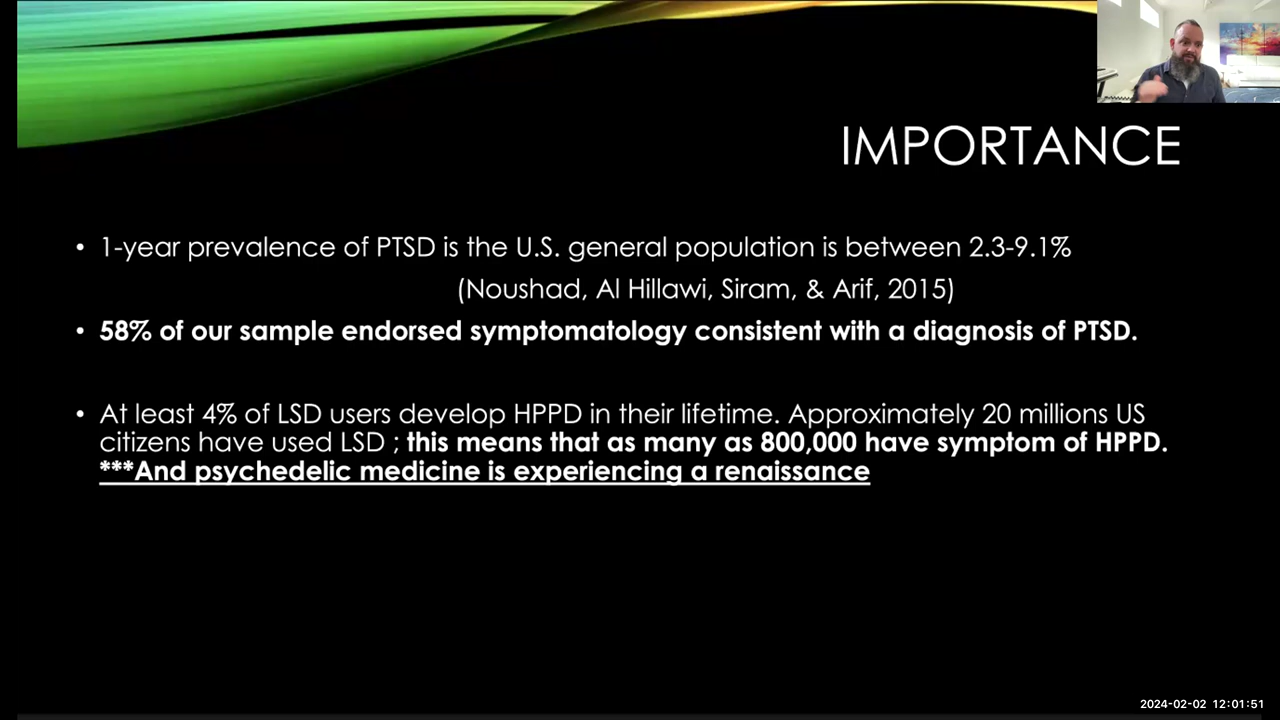 IMPORTANCE
• 1-year prevalence of PTSD is the U.S. general population is between 2.3-9.1%
(Noushad, Al Hillawi, Siram, & Arif, 2015)
• 58% of our sample endorsed symptomatology consistent with a diagnosis of PTSD.
• At least 4% of LSD users develop HPPD in their lifetime. Approximately 20 millions US
citizens have used LSD ; this means that as many as 800,000 have symptom of HPPD.
***And psychedelic medicine is experiencing a renaissance
2024-02-02 12:01:51